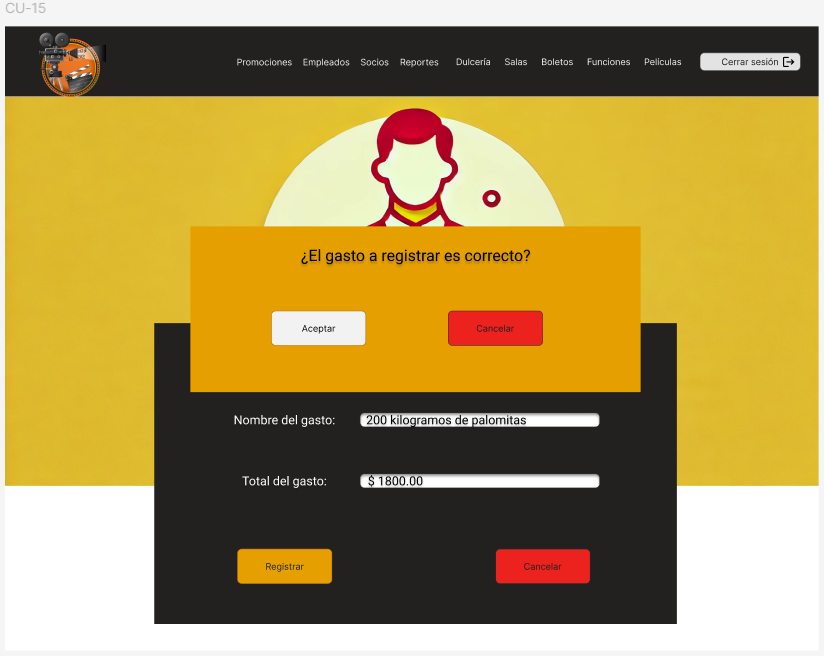 CU-15
Promociones Empleados Socios Reportes Dulcería Salas Boletos Funciones Películas Cerrar sesión
¿El gasto a registrar es correcto?
Aceptar Cancelar
Nombre del gasto: 200 kilogramos de palomitas
Total del gasto: $ 1800.00
Registrar Cancelar